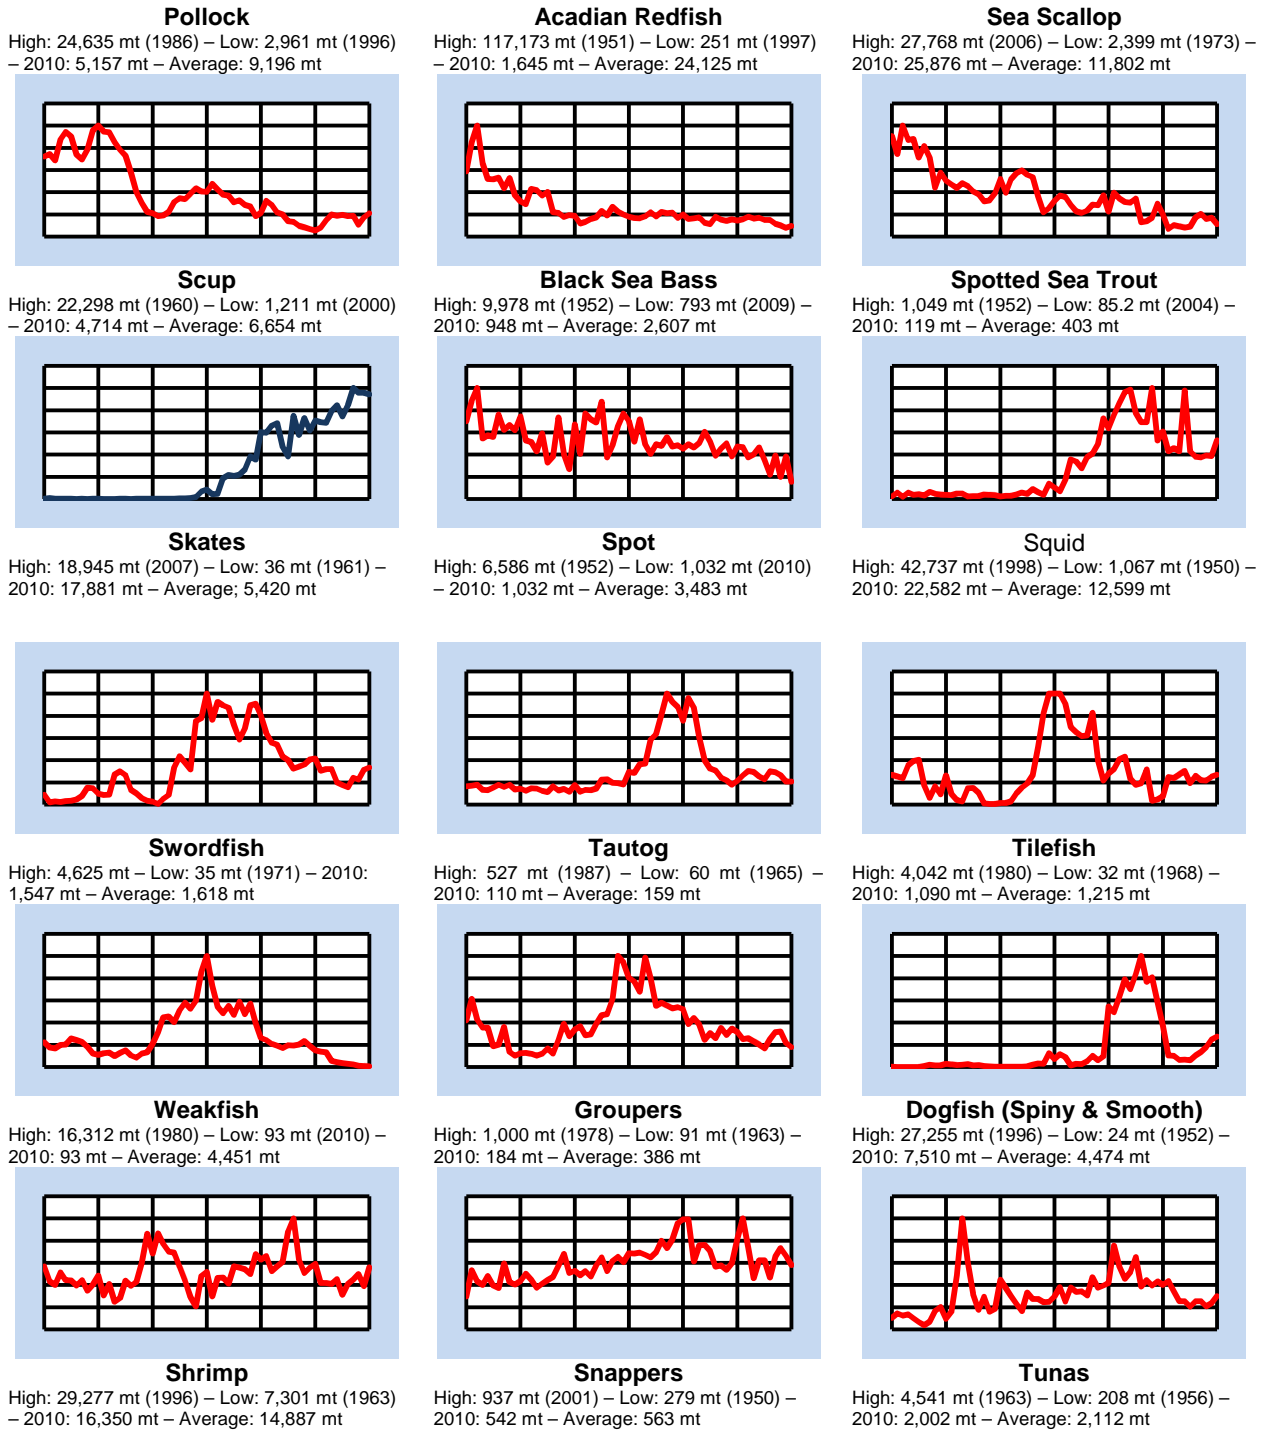 Pollock
High: 24,635 mt (1986) – Low: 2,961 mt (1996)
– 2010: 5,157 mt – Average: 9,196 mt
Acadian Redfish
High: 117,173 mt (1951) – Low: 251 mt (1997)
– 2010: 1,645 mt – Average: 24,125 mt
Sea Scallop
High: 27,768 mt (2006) – Low: 2,399 mt (1973) –
2010: 25,876 mt – Average: 11,802 mt
Scup
High: 22,298 mt (1960) – Low: 1,211 mt (2000)
– 2010: 4,714 mt – Average: 6,654 mt
Black Sea Bass
High: 9,978 mt (1952) – Low: 793 mt (2009) –
2010: 948 mt – Average: 2,607 mt
Spotted Sea Trout
High: 1,049 mt (1952) – Low: 85.2 mt (2004) –
2010: 119 mt – Average: 403 mt
Skates
High: 18,945 mt (2007) – Low: 36 mt (1961) –
2010: 17,881 mt – Average; 5,420 mt
Spot
High: 6,586 mt (1952) – Low: 1,032 mt (2010)
– 2010: 1,032 mt – Average: 3,483 mt
Squid
High: 42,737 mt (1998) – Low: 1,067 mt (1950) –
2010: 22,582 mt – Average: 12,599 mt
Swordfish
High: 4,625 mt – Low: 35 mt (1971) – 2010:
1,547 mt – Average: 1,618 mt
Tautog
High: 527 mt (1987) – Low: 60 mt (1965) –
2010: 110 mt – Average: 159 mt
Tilefish
High: 4,042 mt (1980) – Low: 32 mt (1968) –
2010: 1,090 mt – Average: 1,215 mt
Weakfish
High: 16,312 mt (1980) – Low: 93 mt (2010) –
2010: 93 mt – Average: 4,451 mt
Groupers
High: 1,000 mt (1978) – Low: 91 mt (1963) –
2010: 184 mt – Average: 386 mt
Dogfish (Spiny & Smooth)
High: 27,255 mt (1996) – Low: 24 mt (1952) –
2010: 7,510 mt – Average: 4,474 mt
Shrimp
High: 29,277 mt (1996) – Low: 7,301 mt (1963)
– 2010: 16,350 mt – Average: 14,887 mt
Snappers
High: 937 mt (2001) – Low: 279 mt (1950) –
2010: 542 mt – Average: 563 mt
Tunas
High: 4,541 mt (1963) – Low: 208 mt (1956) –
2010: 2,002 mt – Average: 2,112 mt